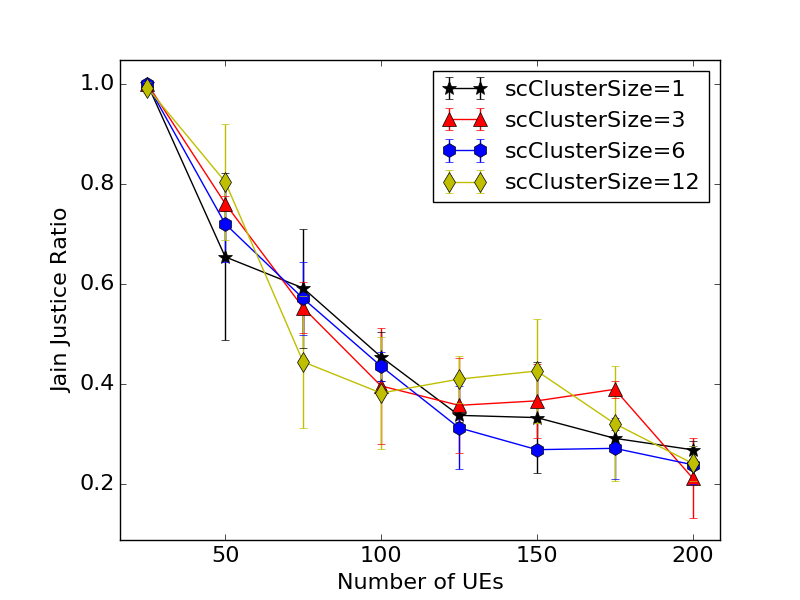 1.0
0.8
0.6
0.4
0.2
Jain Justice Ratio
scClusterSize=1
scClusterSize=3
scClusterSize=6
scClusterSize=12
50
100
150
200
Number of UEs